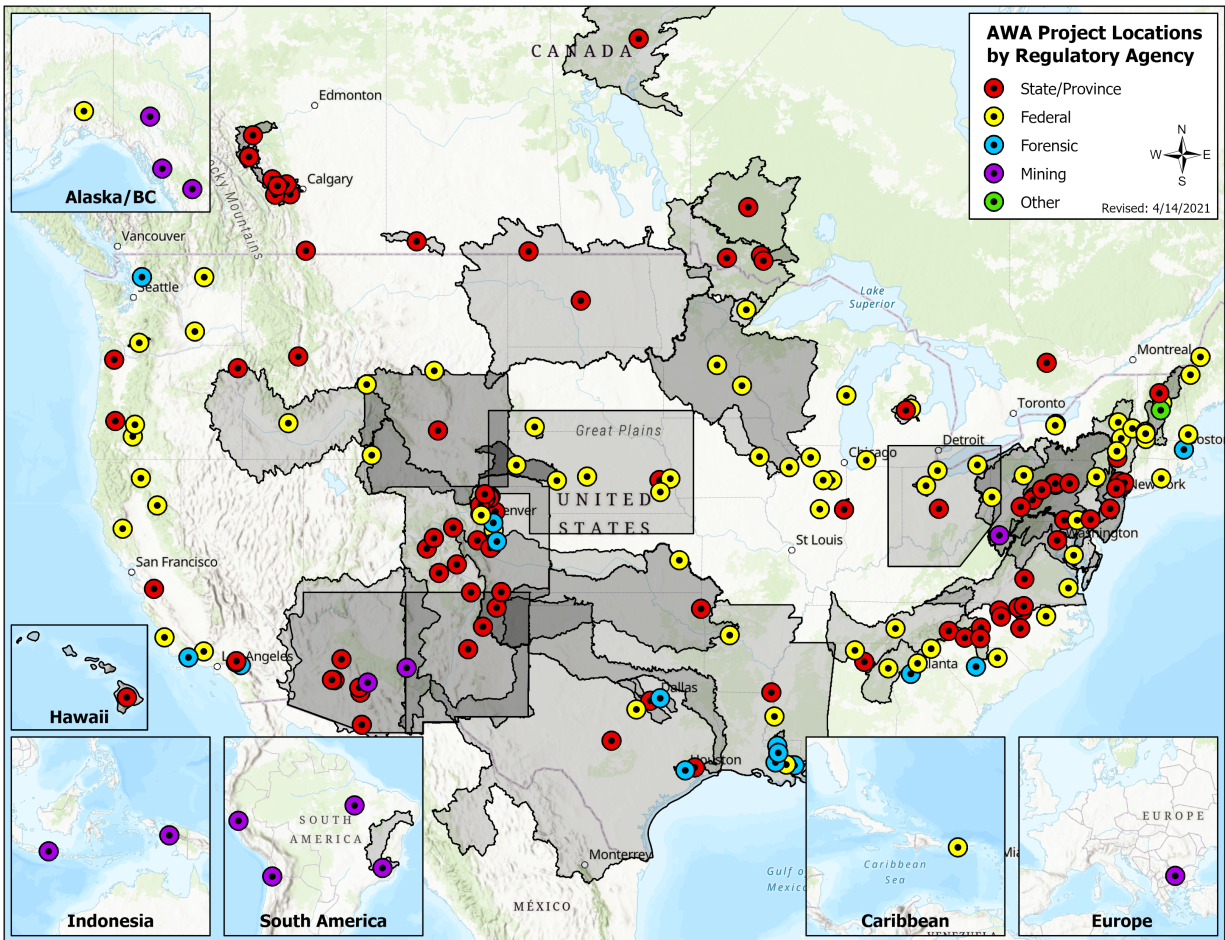 AWA Project Locations
by Regulatory Agency
State/Province
Federal
Forensic
Mining
Other
N
W E
S
Revised: 4/14/2021
CANADA
Edmonton
Calgary
Rocky Mountains
Alaska/BC
Vancouver
Seattle
Lake
Superior
Montreal
Toronto
Great Plains
Detroit
Chicago
Boston
New York
UNITED
STATES
Denver
St Louis
Washington
San Francisco
Los Angeles
Atlanta
Dallas
Hawaii
Houston
Monterrey
MÉXICO
Gulf o
Mexico
SOUTH
AMERICA
Caribbean
Sea
VENEZUELA
EUROPE
Indonesia
South America
Caribbean
Europe